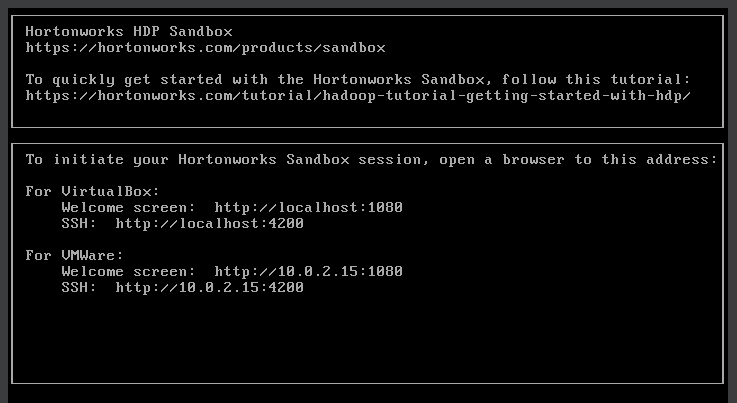 Hortonworks HDP Sandbox
https://hortonworks.com/products/sandbox
To quickly get started with the Hortonworks Sandbox, follow this tutorial:
https://hortonworks.com/tutorial/hadoop-tutorial-getting-started-with-hdp/
To initiate your Hortonworks Sandbox session, open a browser to this address:
For VirtualBox:
Welcome screen:  http://localhost:1080
SSH:  http://localhost:4200
For VMWare:
Welcome screen:  http://10.0.2.15:1080
SSH:  http://10.0.2.15:4200